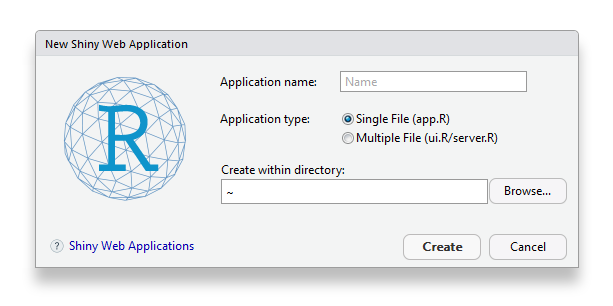 New Shiny Web Application
R
Application name: Name
Application type: Single File (app.R)
Multiple File (ui.R/server.R)
Create within directory:
~ Browse...
? Shiny Web Applications Create Cancel